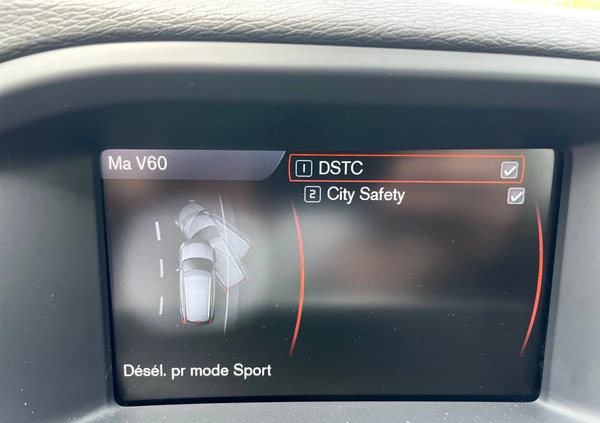 Ma V60
1 DSTC
2 City Safety
Désél. pr mode Sport